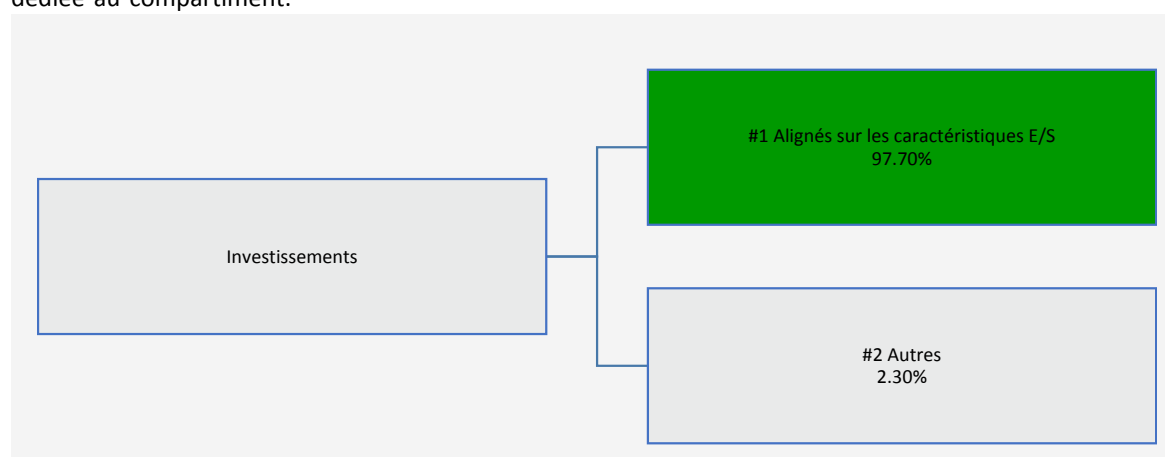 dédiée au compartiment.
#1 Alignés sur les caractéristiques E/S
97.70%
Investissements
#2 Autres
2.30%